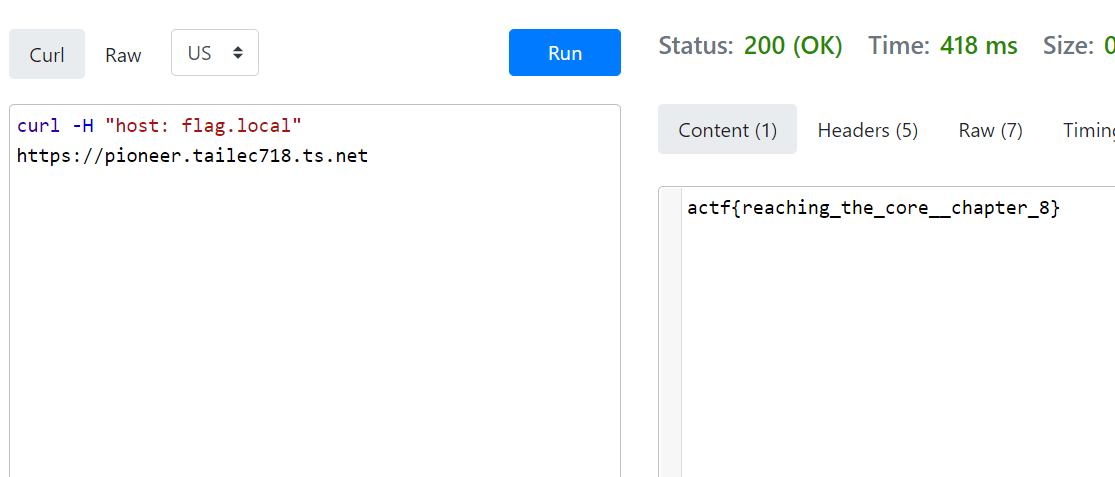 Curl Raw US Run
Status: 200 (OK) Time: 418 ms Size: 0
curl -H "host: flag.local"
https://pioneer.tailec718.ts.net
Content (1) Headers (5) Raw (7) Timing
actf{reaching_the_core__chapter_8}